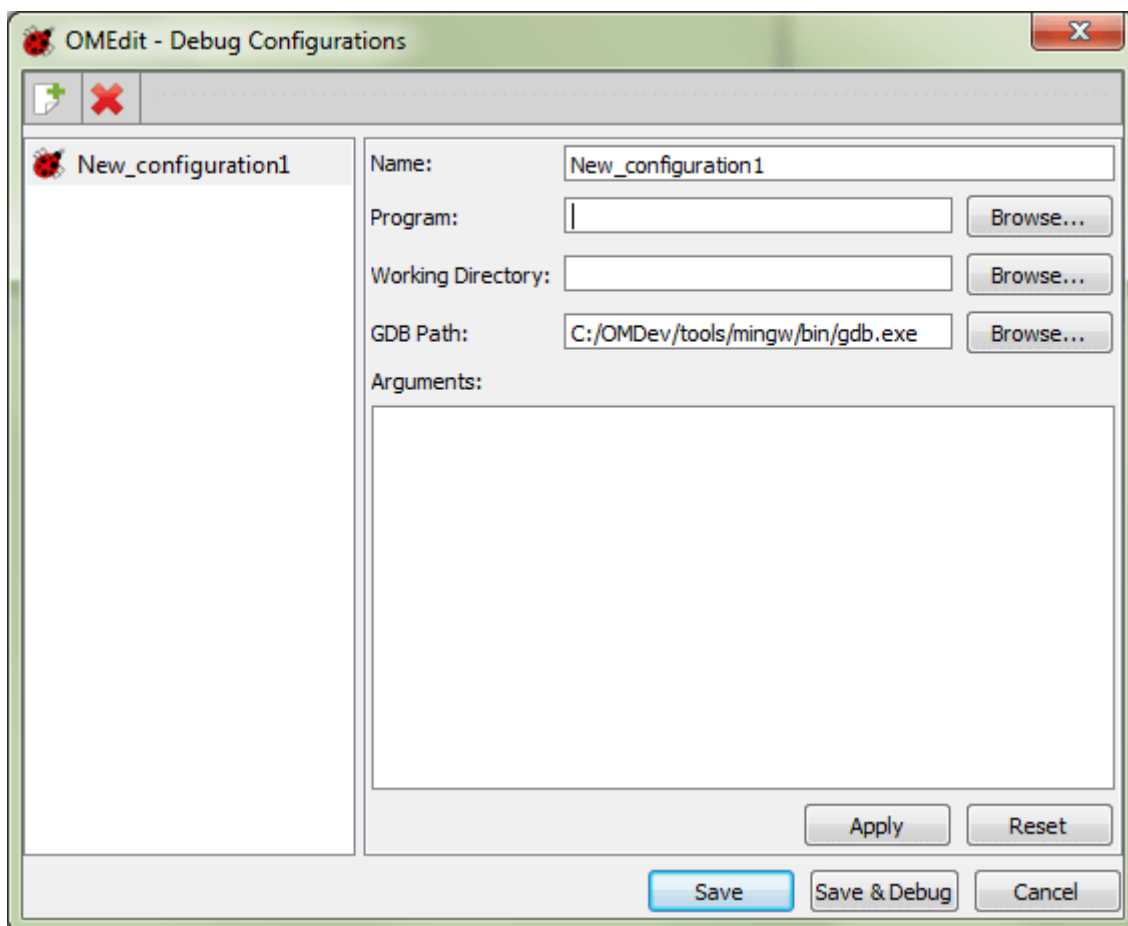 OMEdit - Debug Configurations
New_configuration1
Name: New_configuration1
Program: Browse...
Working Directory: Browse...
GDB Path: C:/OMDev/tools/mingw/bin/gdb.exe Browse...
Arguments:
Apply Reset
Save Save & Debug Cancel